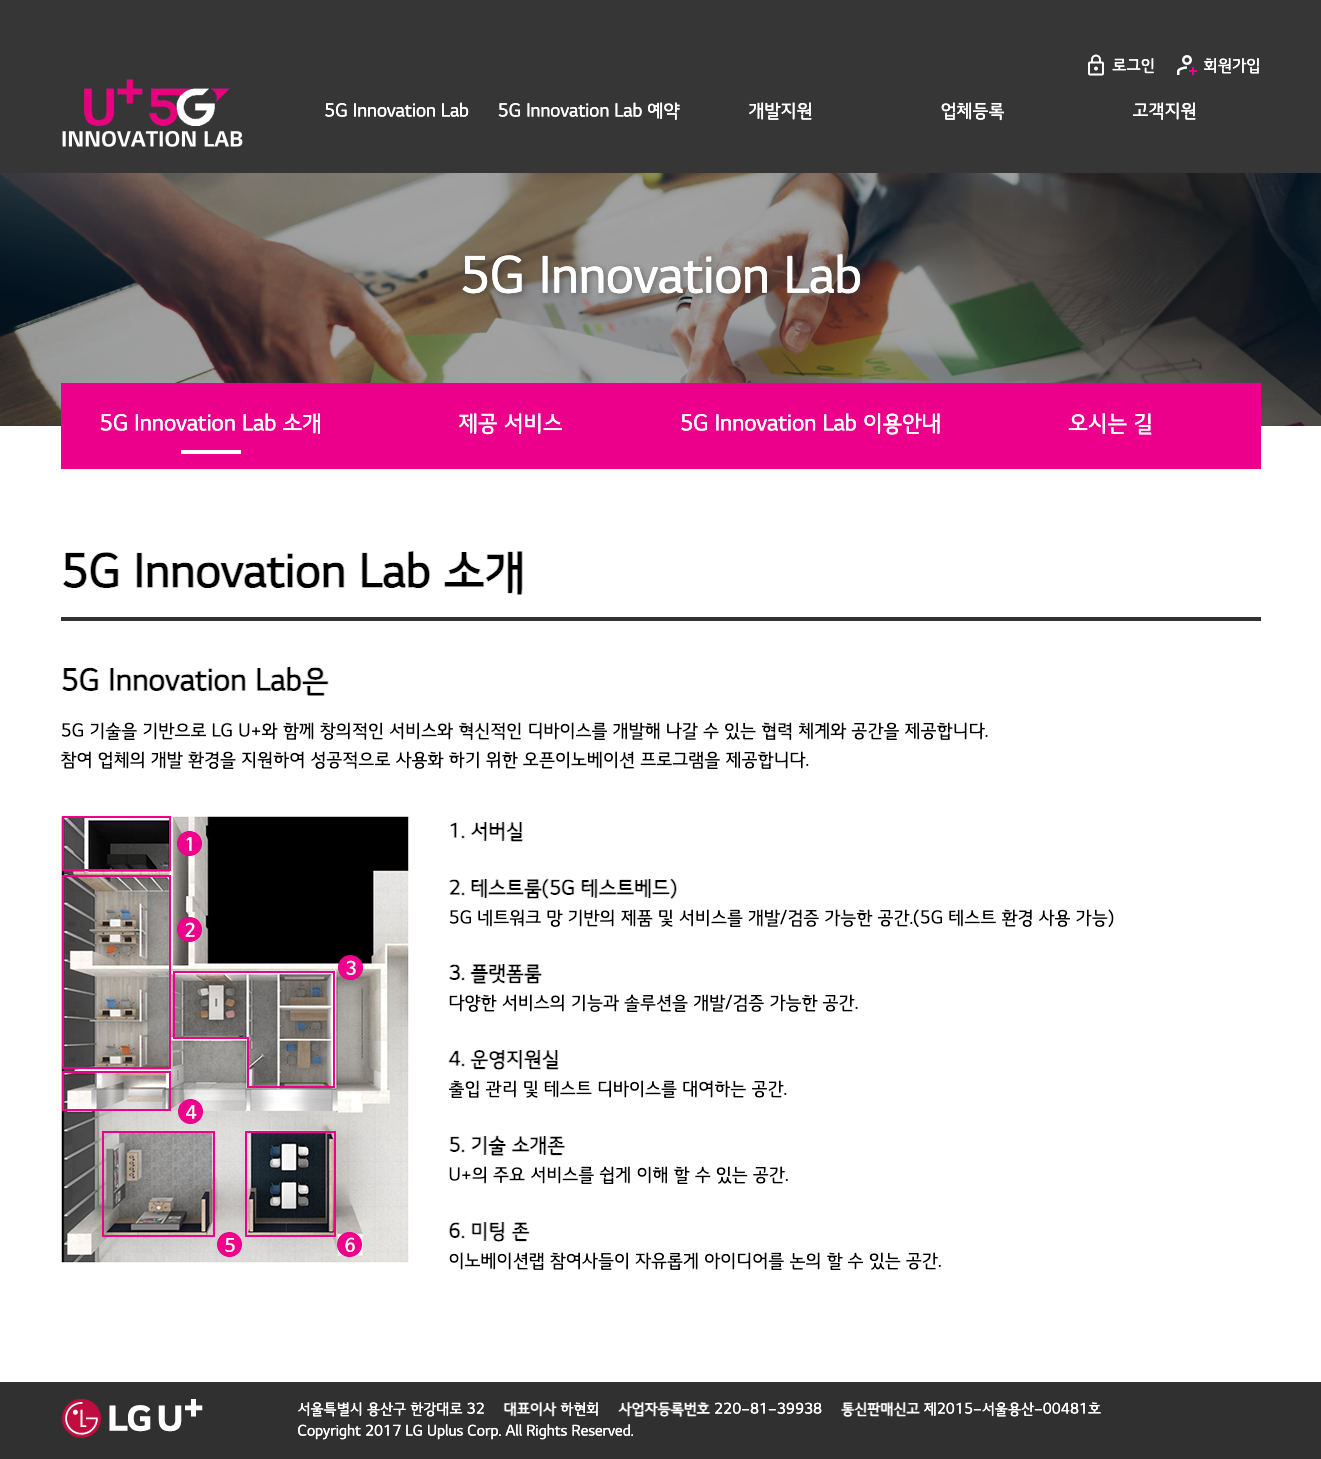 로그인
회원가입
U+ 5G
INNOVATION LAB
5G Innovation Lab
5G Innovation Lab 예약
개발지원
업체등록
고객지원
5G Innovation Lab
5G Innovation Lab 소개
제공 서비스
5G Innovation Lab 이용안내
오시는 길
5G Innovation Lab 소개
5G Innovation Lab은
5G 기술을 기반으로 LG U+와 함께 창의적인 서비스와 혁신적인 디바이스를 개발해 나갈 수 있는 협력 체계와 공간을 제공합니다.
참여 업체의 개발 환경을 지원하여 성공적으로 사용화 하기 위한 오픈이노베이션 프로그램을 제공합니다.
1
2
3
4
5
6
1. 서버실
2. 테스트룸(5G 테스트베드)
5G 네트워크 망 기반의 제품 및 서비스를 개발/검증 가능한 공간.(5G 테스트 환경 사용 가능)
3. 플랫폼룸
다양한 서비스의 기능과 솔루션을 개발/검증 가능한 공간.
4. 운영지원실
출입 관리 및 테스트 디바이스를 대여하는 공간.
5. 기술 소개존
U+의 주요 서비스를 쉽게 이해 할 수 있는 공간.
6. 미팅 존
이노베이션랩 참여사들이 자유롭게 아이디어를 논의 할 수 있는 공간.
LG U+
서울특별시 용산구 한강대로 32 대표이사 하현회 사업자등록번호 220-81-39938 통신판매신고 제2015-서울용산-00481호
Copyright 2017 LG Uplus Corp. All Rights Reserved.